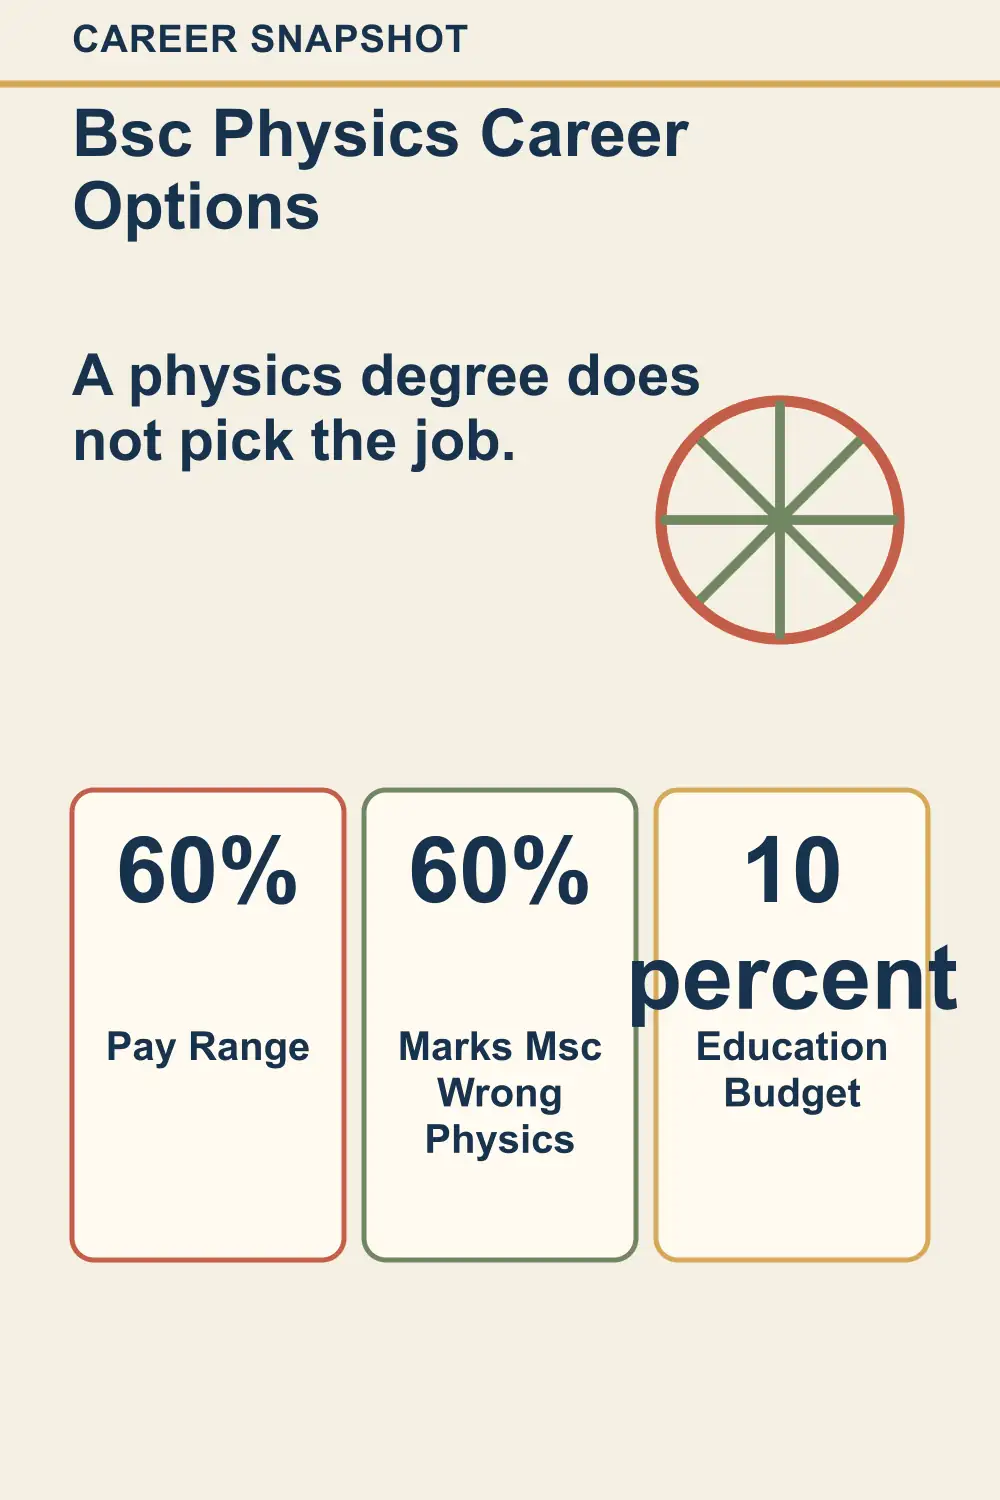 CAREER SNAPSHOT
Bsc Physics Career
Options
A physics degree does
not pick the job.
60%
Pay Range
60%
Marks Msc
Wrong
Physics
10
percent
Education
Budget